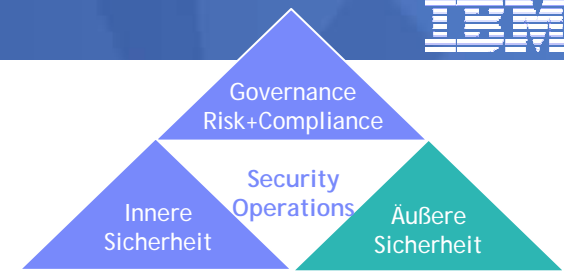 IBM
Governance
Risk+Compliance
Security
Operations
Innere
Sicherheit
Äußere
Sicherheit